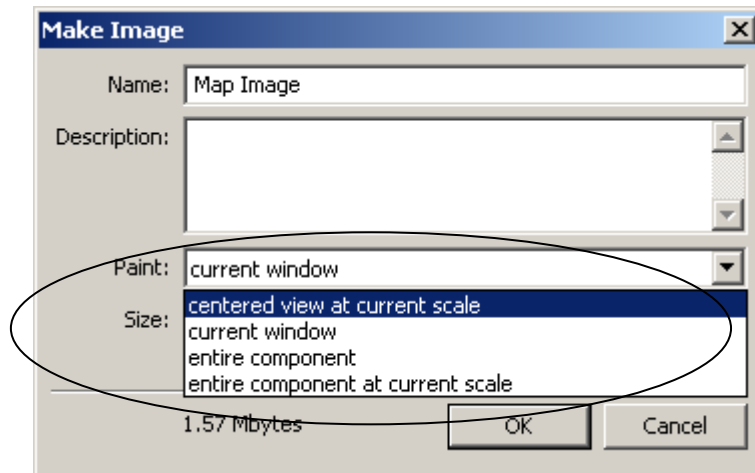 Make Image
Name: Map Image
Description:
Paint: current window
Size:
centered view at current scale
current window
entire component
entire component at current scale
1.57 Mbytes
OK Cancel